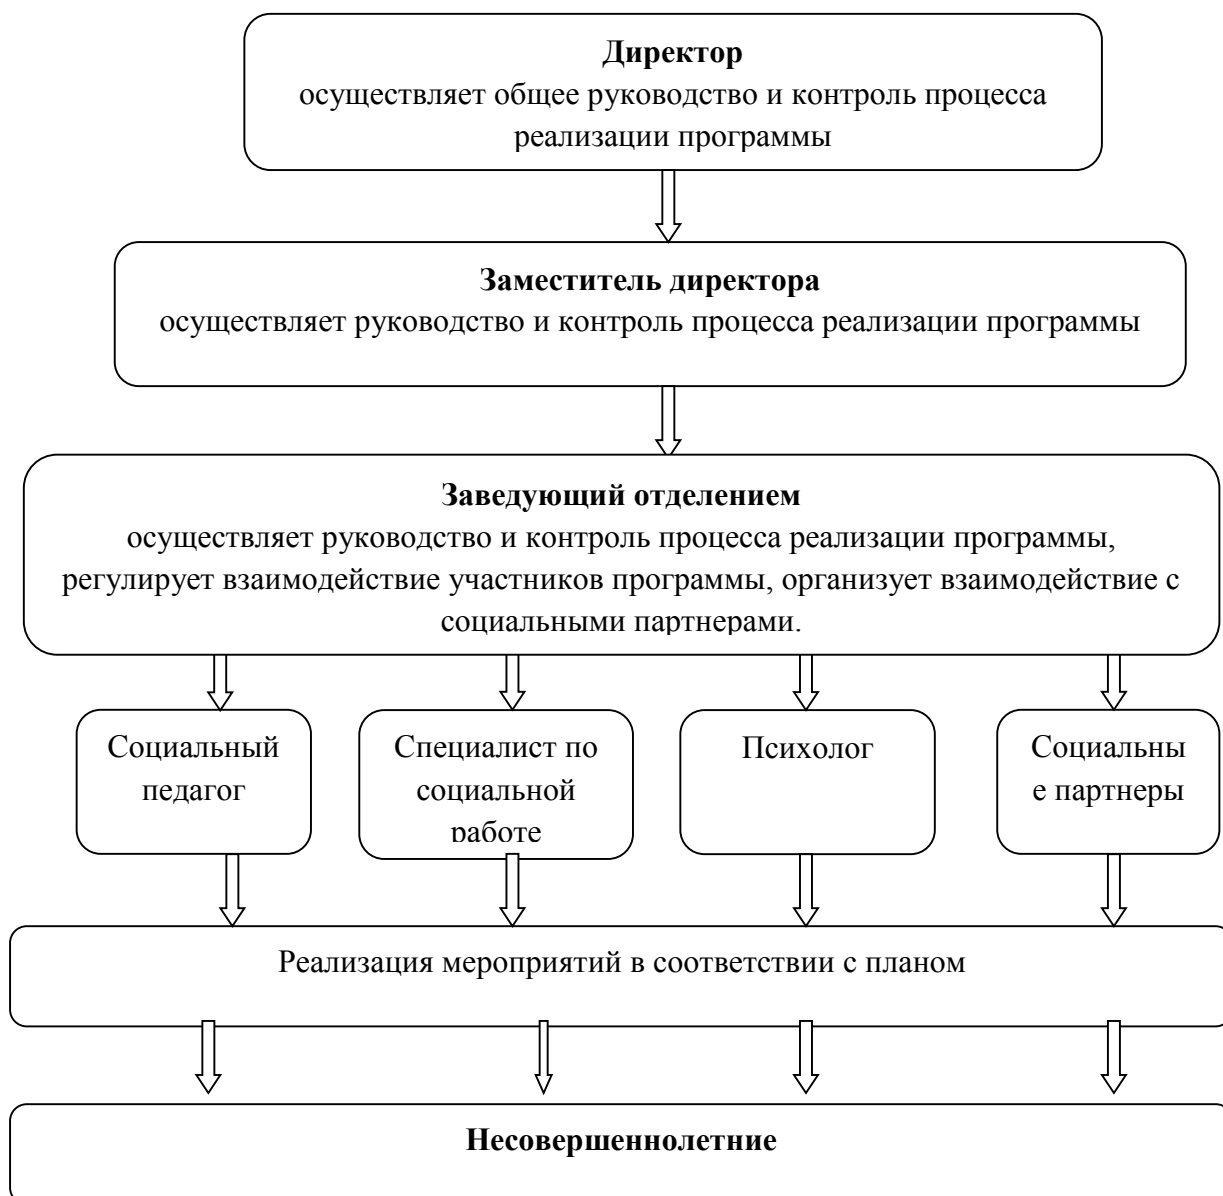 Директор
осуществляет общее руководство и контроль процесса
реализации программы
Заместитель директора
осуществляет руководство и контроль процесса реализации программы
Заведующий отделением
осуществляет руководство и контроль процесса реализации программы,
регулирует взаимодействие участников программы, организует взаимодействие с
социальными партнерами.
Социальный
педагог
Специалист по
социальной
работе
Психолог
Социальны
е партнеры
Реализация мероприятий в соответствии с планом
Несовершеннолетние